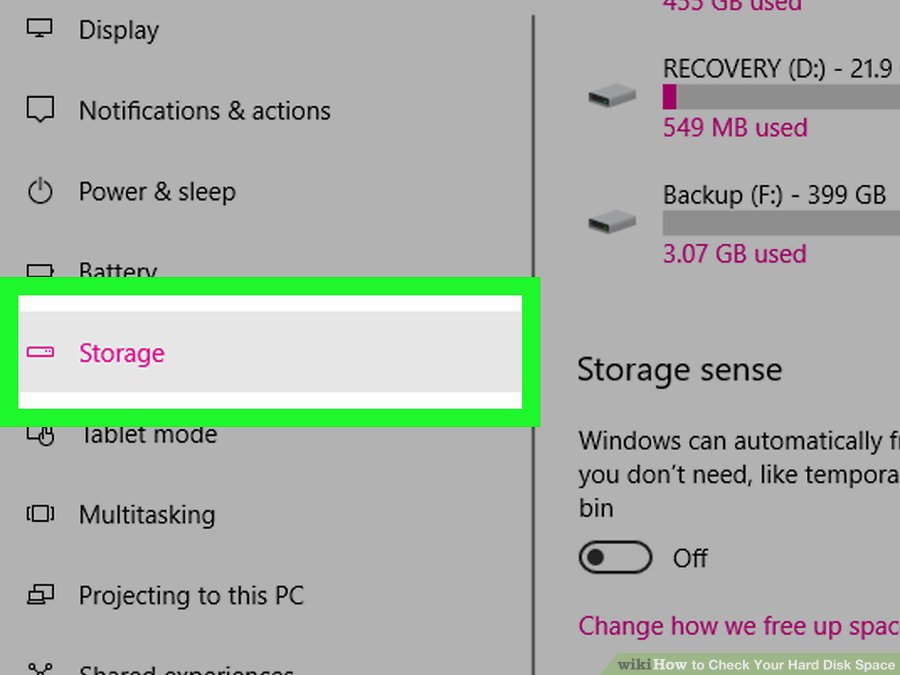 Display
Notifications & actions
Power & sleep
Battery
Storage
Tablet mode
Multitasking
Projecting to this PC
Shared experiences
455 GB used
RECOVERY (D:) - 21.9
549 MB used
Backup (F:) - 399 GB
3.07 GB used
Storage sense
Windows can automatically f
you don't need, like tempora
bin
Off
Change how we free up spac
wikiHow to Check Your Hard Disk Space